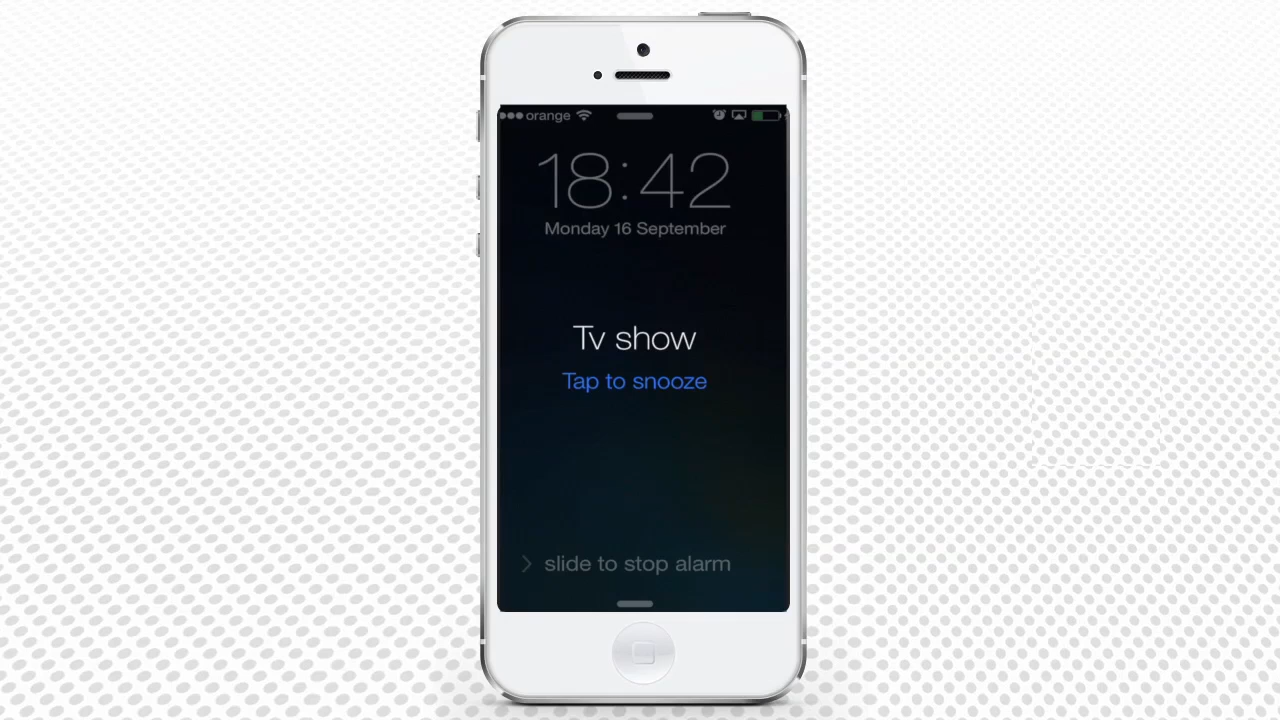 orange
18:42
Monday 16 September
Tv show
Tap to snooze
slide to stop alarm